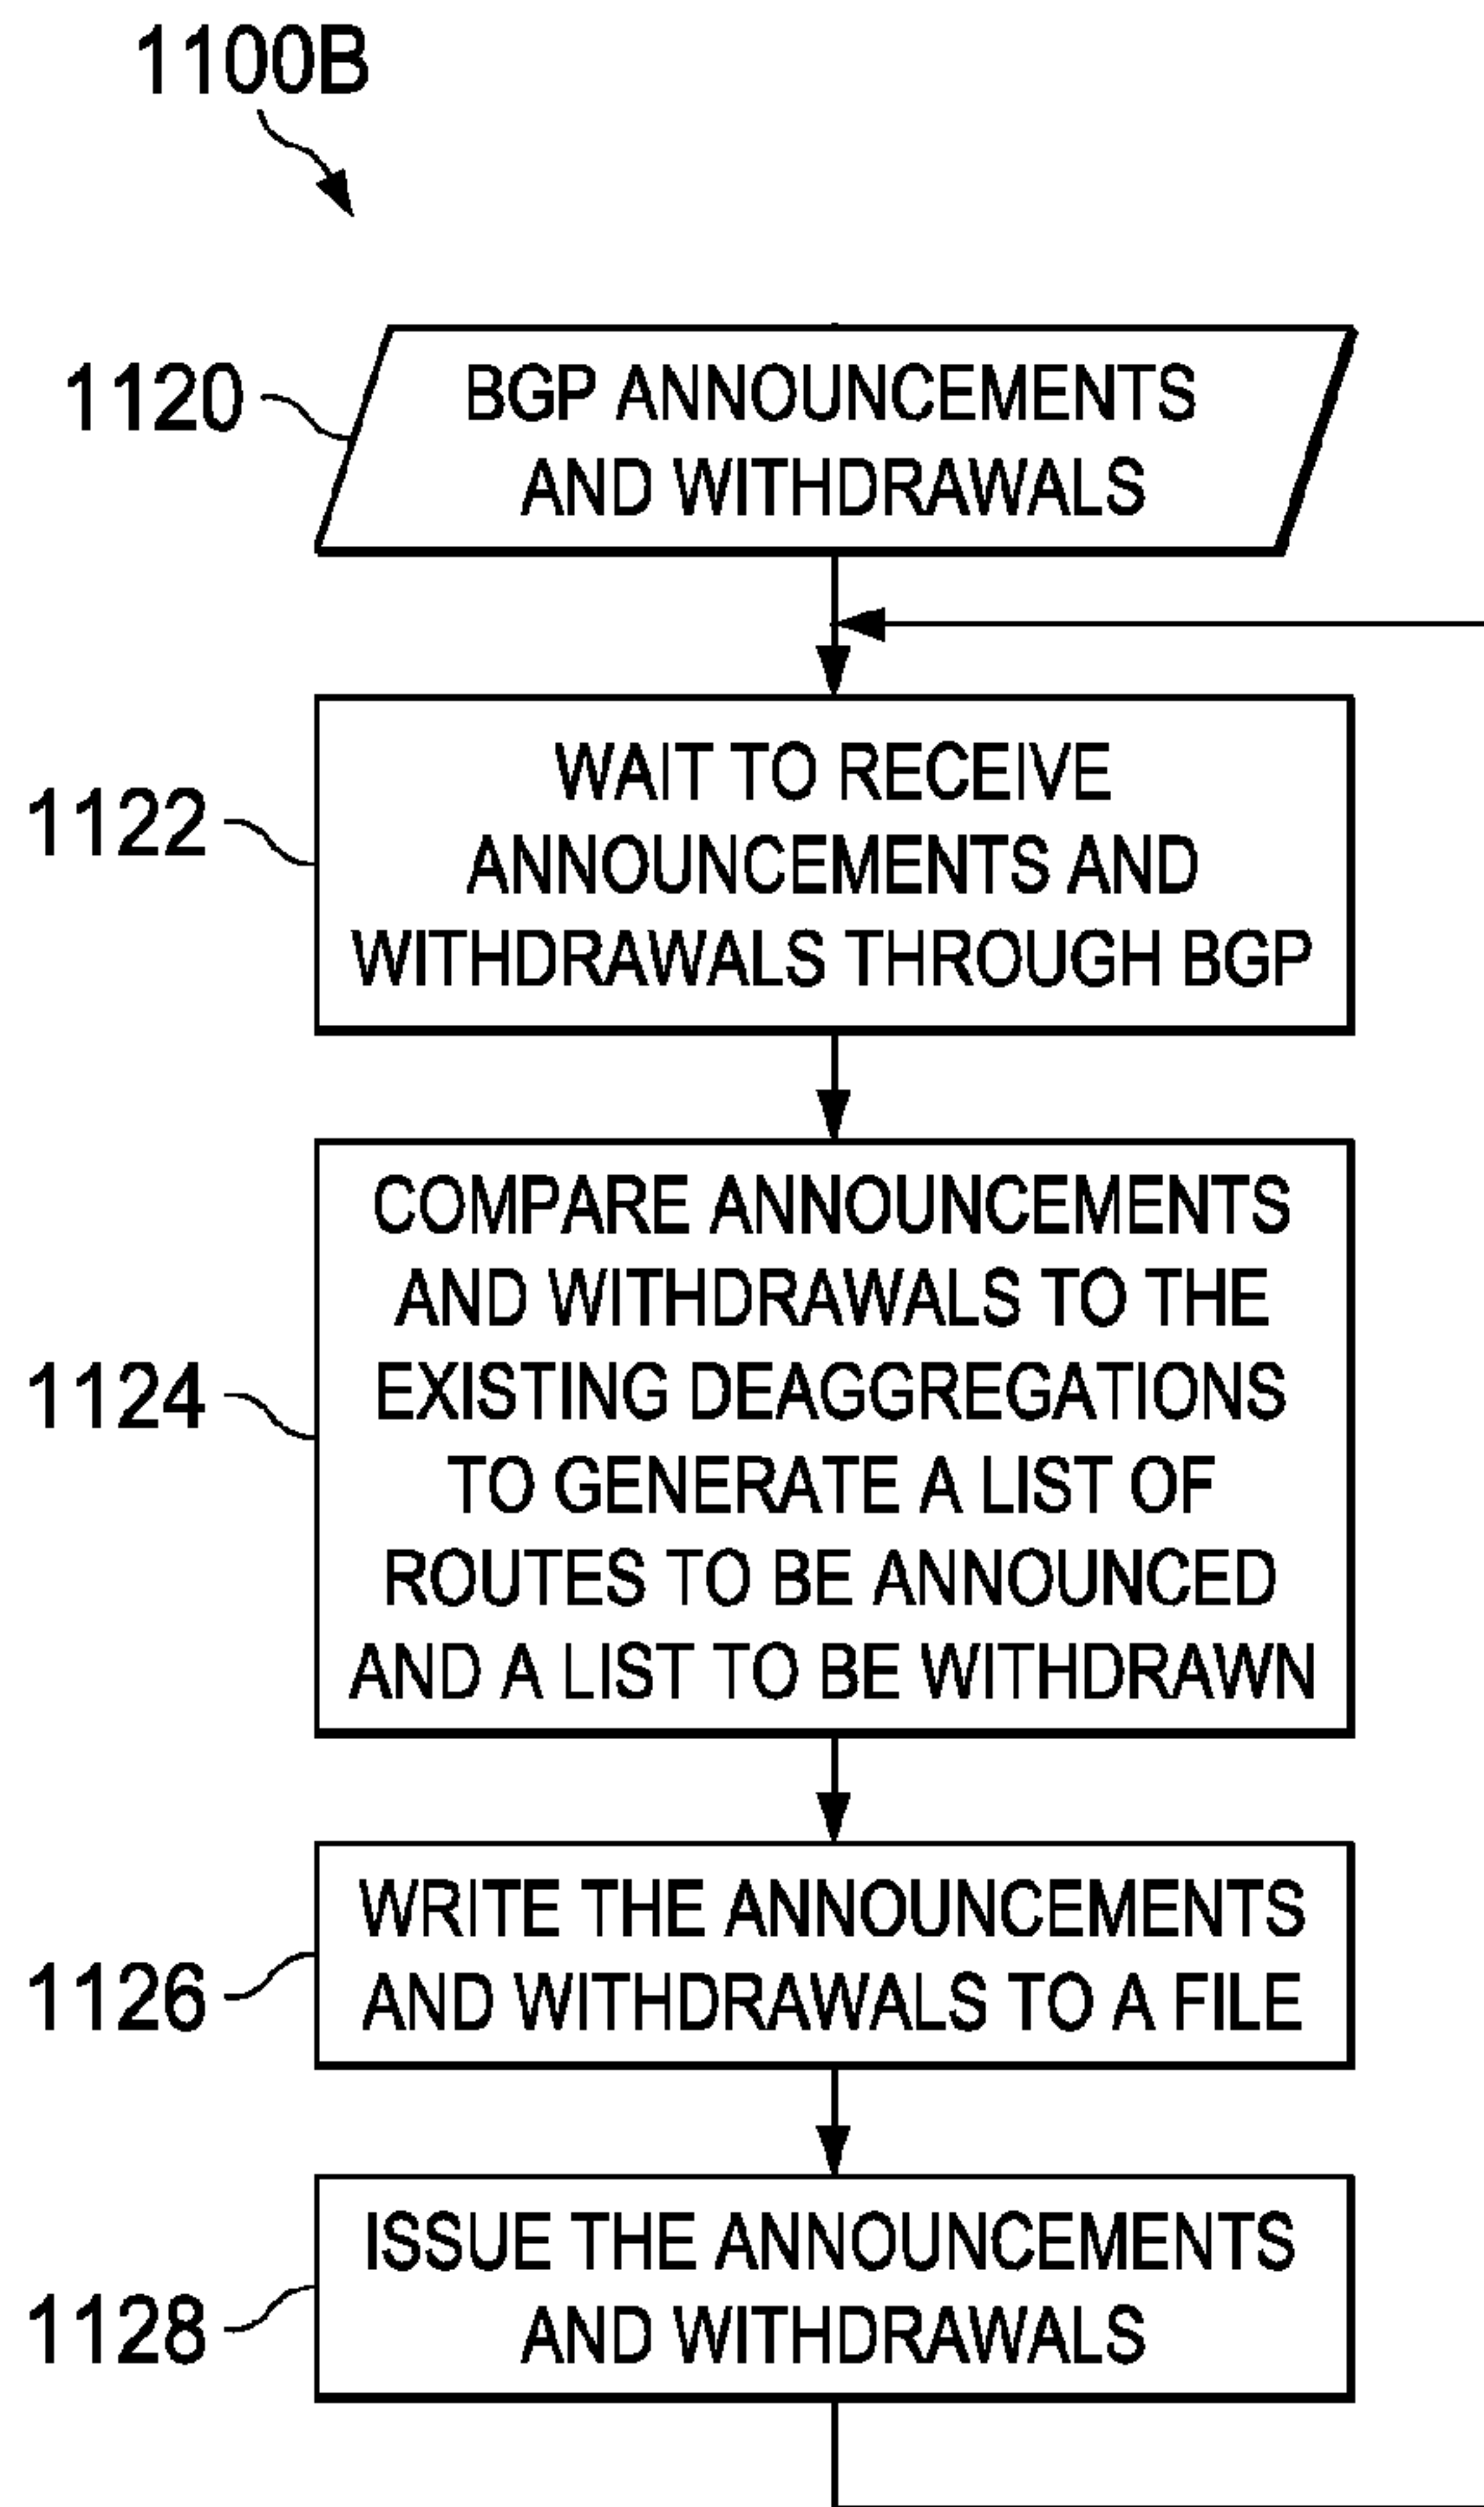 1100B
1120
BGP ANNOUNCEMENTS
AND WITHDRAWALS
1122
WAIT TO RECEIVE
ANNOUNCEMENTS AND
WITHDRAWALS THROUGH BGP
1124
COMPARE ANNOUNCEMENTS
AND WITHDRAWALS TO THE
EXISTING DEAGGREGATIONS
TO GENERATE A LIST OF
ROUTES TO BE ANNOUNCED
AND A LIST TO BE WITHDRAWN
1126
WRITE THE ANNOUNCEMENTS
AND WITHDRAWALS TO A FILE
1128
ISSUE THE ANNOUNCEMENTS
AND WITHDRAWALS